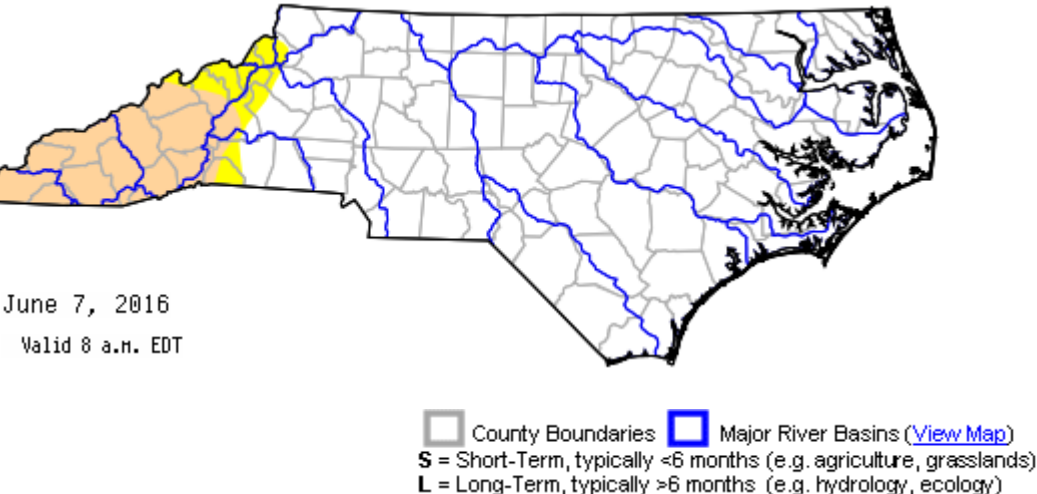 June 7, 2016
Valid 8 a.m. EDT
County Boundaries Major River Basins (View Map)
S = Short-Term, typically <6 months (e.g. agriculture, grasslands)
L = Long-Term, typically >6 months (e.g. hydrology, ecology)